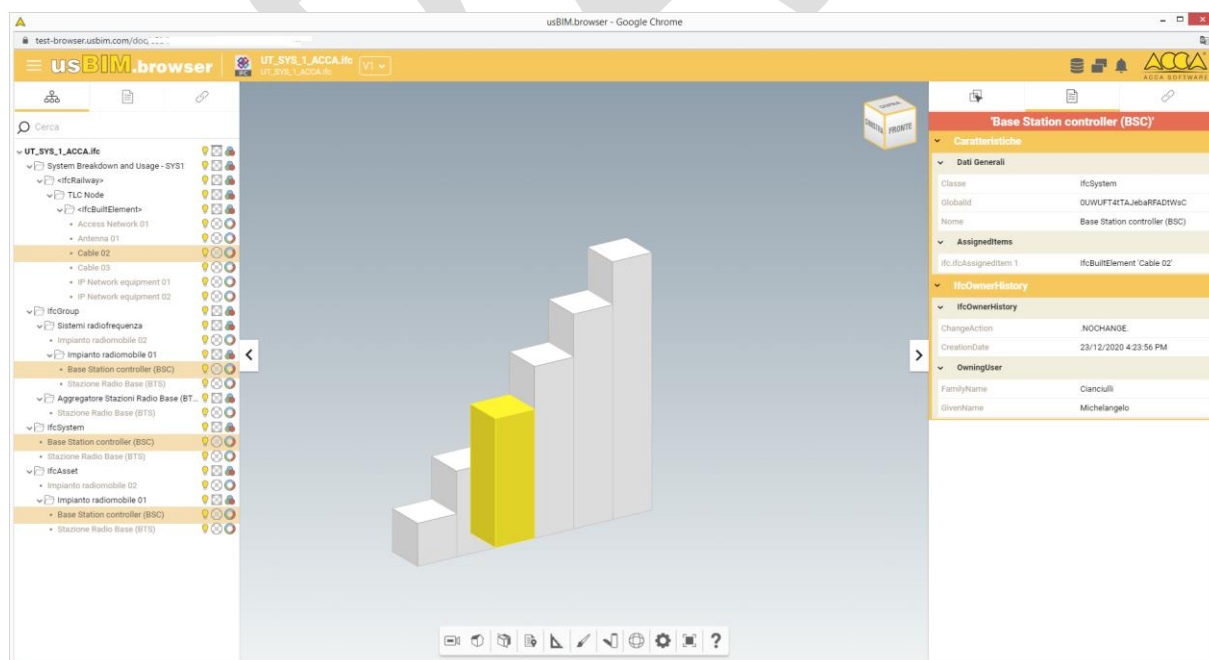 usBIM.browser - Google Chrome
test-browser.usbim.com/doc
usBIM.browser
IFC
UT_SYS_1_ACCA.ifc
UT_SYS_1_ACCA.ifc
V1
ACCA
ACCA SOFTWARE
Cerca
UT_SYS_1_ACCA.ifc
System Breakdown and Usage - SYS1
<IfcRailway>
TLC Node
<IfcBuiltElement>
Access Network 01
Antenna 01
Cable 02
Cable 03
IP Network equipment 01
IP Network equipment 02
IfcGroup
Sistemi radiofrequenza
Impianto radiomobile 02
Impianto radiomobile 01
Base Station controller (BSC)
Stazione Radio Base (BTS)
Aggregatore Stazioni Radio Base (BT...
Stazione Radio Base (BTS)
IfcSystem
Base Station controller (BSC)
Stazione Radio Base (BTS)
IfcAsset
Impianto radiomobile 02
Impianto radiomobile 01
Base Station controller (BSC)
Stazione Radio Base (BTS)
SINISTRA
FRONTE
'Base Station controller (BSC)'
Caratteristiche
Dati Generali
Classe IfcSystem
GlobalId 0UWUFT4tTAJebaRFADtWsC
Nome Base Station controller (BSC)
AssignedItems
ifc.ifcAssignedItem 1 IfcBuiltElement 'Cable 02'
IfcOwnerHistory
IfcOwnerHistory
ChangeAction .NOCHANGE.
CreationDate 23/12/2020 4:23:56 PM
OwningUser
FamilyName Cianciulli
GivenName Michelangelo